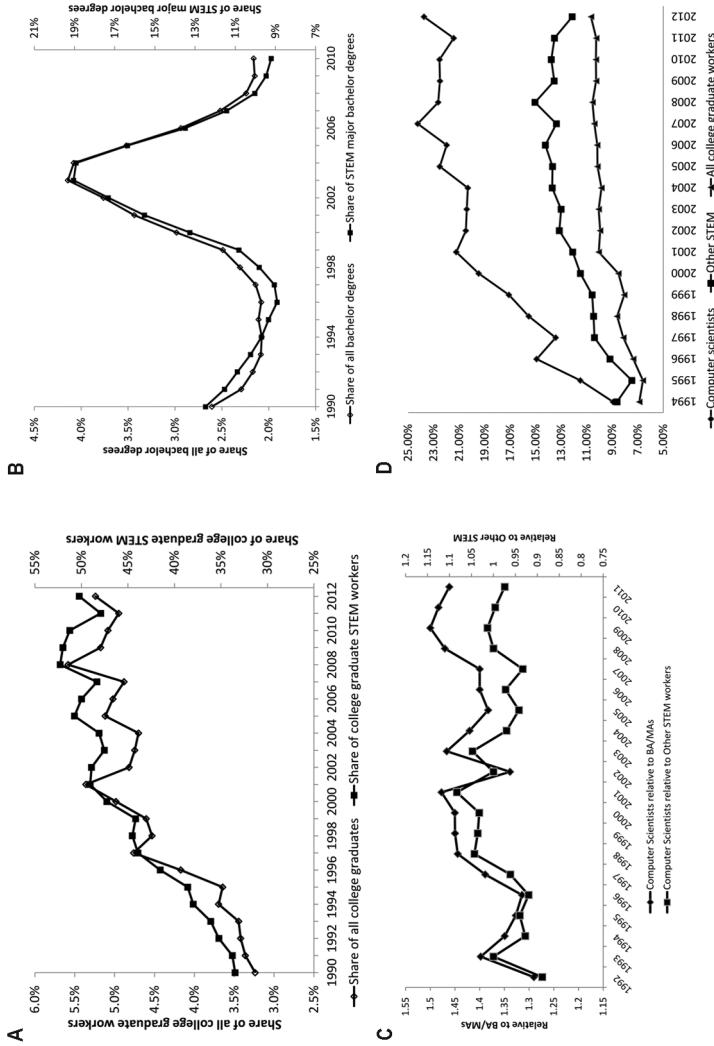 A
Share of all college graduate workers
6.0%
5.5%
5.0%
4.5%
4.0%
3.5%
3.0%
2.5%
55%
50%
45%
40%
35%
30%
25%
Share of college graduate STEM workers
1990 1992 1994 1996 1998 2000 2002 2004 2006 2008 2010 2012
Share of all college graduates
Share of college graduate STEM workers
B
Share of all bachelor degrees
4.5%
4.0%
3.5%
3.0%
2.5%
2.0%
1.5%
21%
19%
17%
15%
13%
11%
9%
7%
Share of STEM major bachelor degrees
1990 1994 1998 2002 2006 2010
Share of all bachelor degrees
Share of STEM major bachelor degrees
C
Relative to BA/MAs
1.55
1.5
1.45
1.4
1.35
1.3
1.25
1.2
1.15
1.2
1.15
1.1
1.05
1
0.95
0.9
0.85
0.8
0.75
Relative to Other STEM
1992 1993 1994 1995 1996 1997 1998 1999 2000 2001 2002 2003 2004 2005 2006 2007 2008 2009 2010 2011
Computer Scientists relative to BA/MAs
Computer Scientists relative to Other STEM workers
D
25.00%
23.00%
21.00%
19.00%
17.00%
15.00%
13.00%
11.00%
9.00%
7.00%
5.00%
1994 1995 1996 1997 1998 1999 2000 2001 2002 2003 2004 2005 2006 2007 2008 2009 2010 2011 2012
Computer scientists
Other STEM
All college graduate workers